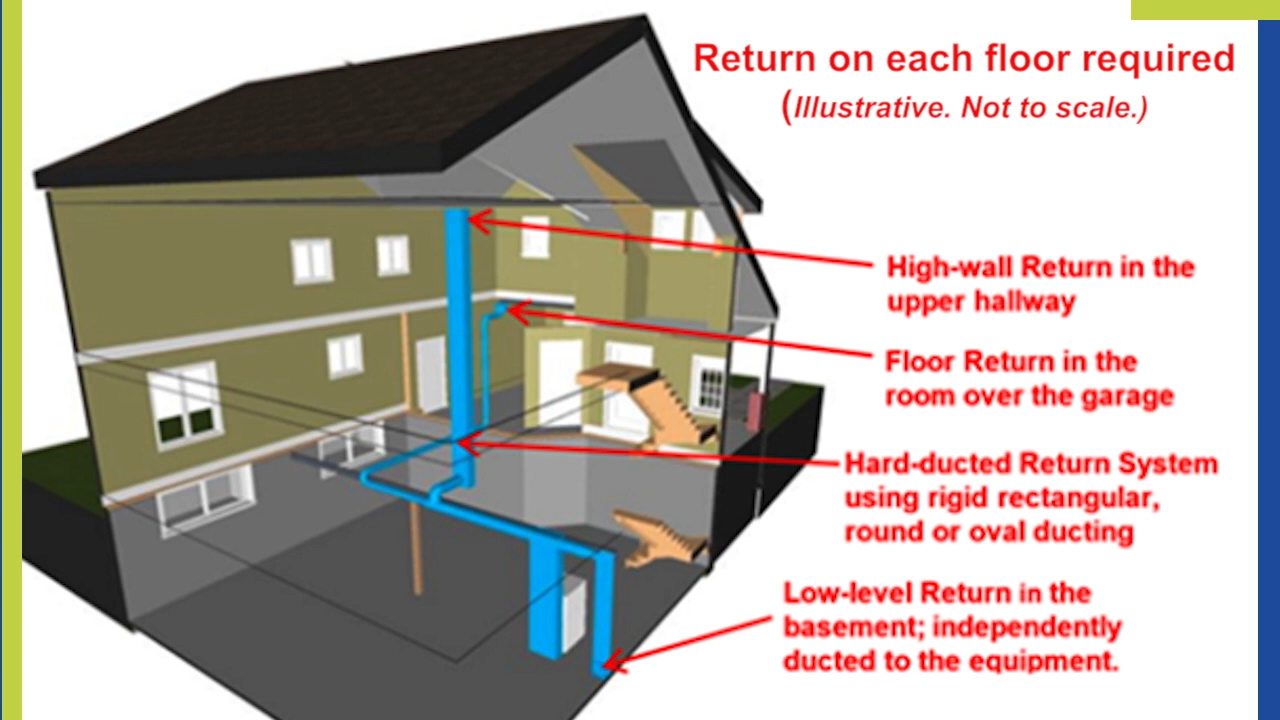 Return on each floor required
(Illustrative. Not to scale.)
High-wall Return in the
upper hallway
Floor Return in the
room over the garage
Hard-ducted Return System
using rigid rectangular,
round or oval ducting
Low-level Return in the
basement; independently
ducted to the equipment.